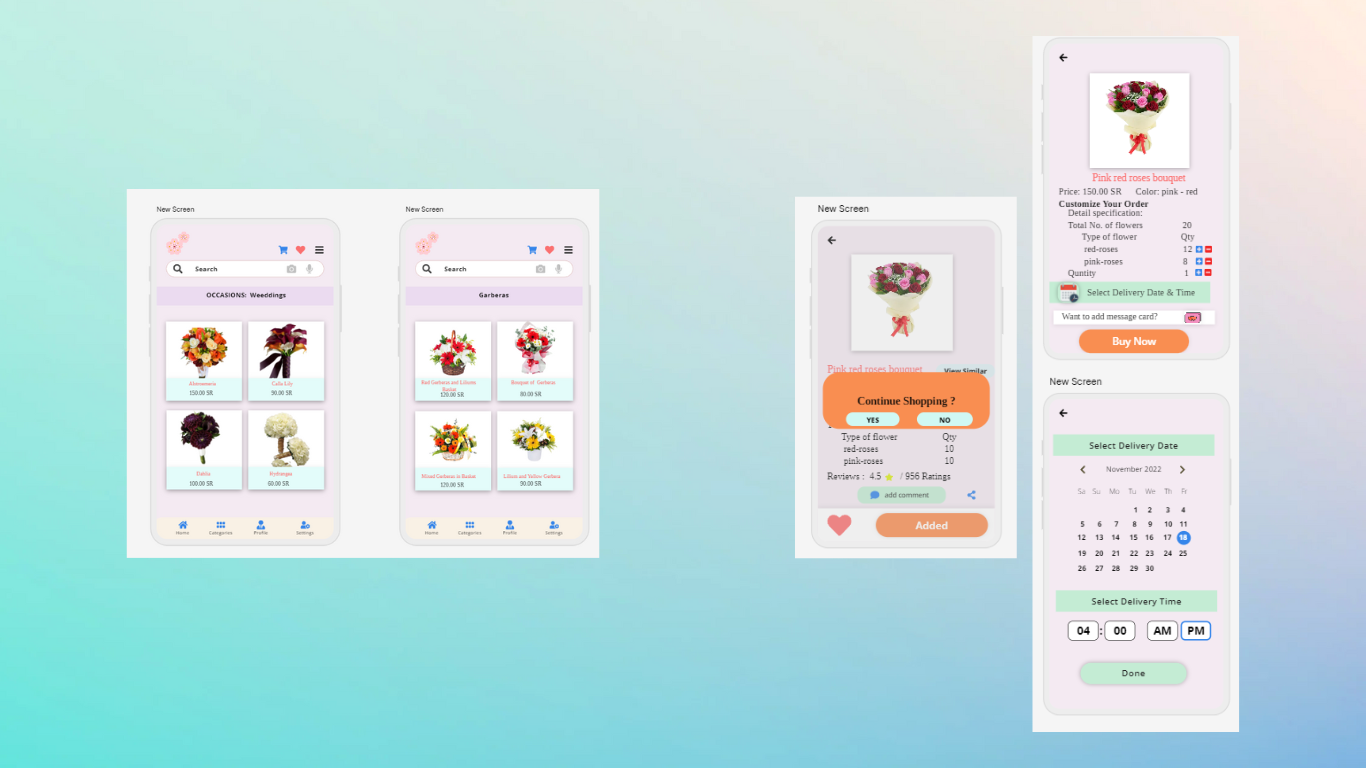 New Screen
Search
OCCASIONS: Weeddings
Alstroemeria
150.00 SR
Calla Lily
90.00 SR
Dahlia
100.00 SR
Hydrangea
60.00 SR
Home
Categories
Profile
Settings
New Screen
Search
Garberas
Red Garberas and Liliums
Basket
120.00 SR
Bouquet of Garberas
80.00 SR
Mixed Garberas in Basket
120.00 SR
Lilium and Yellow Garbera
90.00 SR
Home
Categories
Profile
Settings
New Screen
Pink red roses bouquet
View Similar
Continue Shopping ?
YES
NO
Type of flower Qty
red-roses 10
pink-roses 10
Reviews : 4.5 / 956 Ratings
add comment
Added
Pink red roses bouquet
Price: 150.00 SR Color: pink - red
Customize Your Order
Detail specification:
Total No. of flowers 20
Type of flower Qty
red-roses 12
pink-roses 8
Quntity 1
Select Delivery Date & Time
Want to add message card?
Buy Now
New Screen
Select Delivery Date
November 2022
Sa Su Mo Tu We Th Fr
1 2 3 4
5 6 7 8 9 10 11
12 13 14 15 16 17 18
19 20 21 22 23 24 25
26 27 28 29 30
Select Delivery Time
04 : 00 AM PM
Done